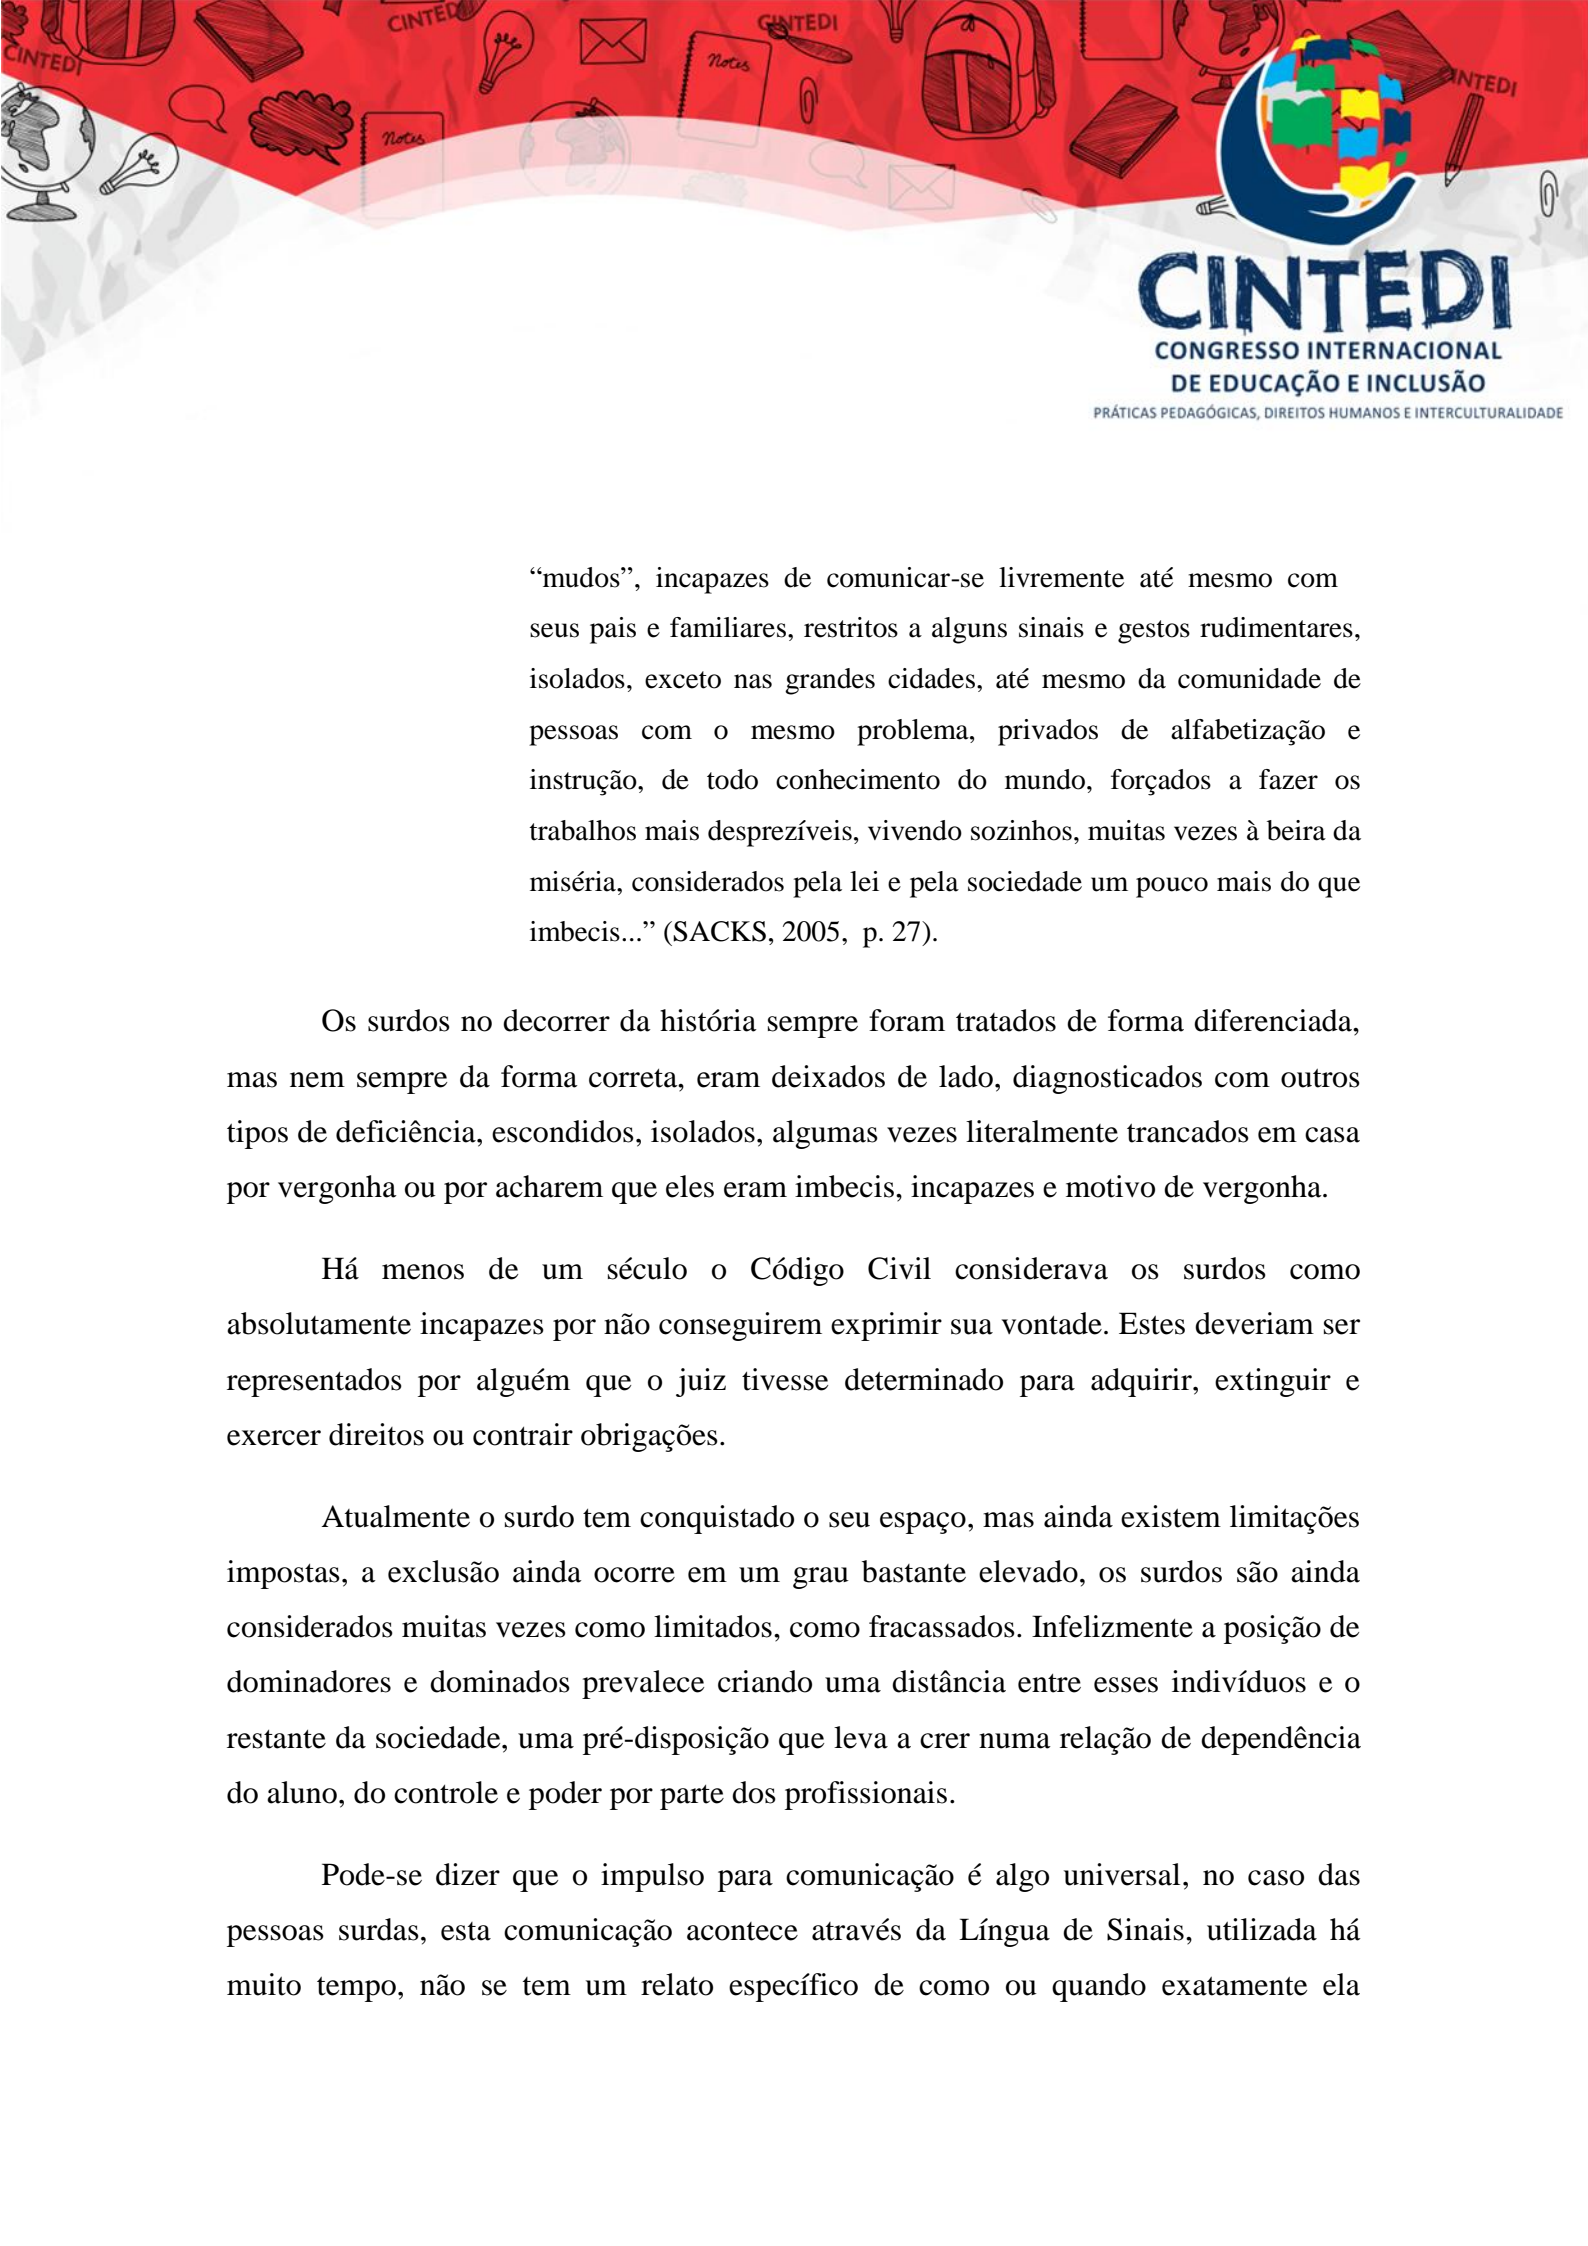 CINTEDI
CINTEDI
CINTEDI
Notes
Notes
CINTEDI
CINTEDI
CONGRESSO INTERNACIONAL
DE EDUCAÇÃO E INCLUSÃO
PRÁTICAS PEDAGÓGICAS, DIREITOS HUMANOS E INTERCULTURALIDADE
“mudos”, incapazes de comunicar-se livremente até mesmo com
seus pais e familiares, restritos a alguns sinais e gestos rudimentares,
isolados, exceto nas grandes cidades, até mesmo da comunidade de
pessoas com o mesmo problema, privados de alfabetização e
instrução, de todo conhecimento do mundo, forçados a fazer os
trabalhos mais desprezíveis, vivendo sozinhos, muitas vezes à beira da
miséria, considerados pela lei e pela sociedade um pouco mais do que
imbecis...” (SACKS, 2005, p. 27).
Os surdos no decorrer da história sempre foram tratados de forma diferenciada,
mas nem sempre da forma correta, eram deixados de lado, diagnosticados com outros
tipos de deficiência, escondidos, isolados, algumas vezes literalmente trancados em casa
por vergonha ou por acharem que eles eram imbecis, incapazes e motivo de vergonha.
Há menos de um século o Código Civil considerava os surdos como
absolutamente incapazes por não conseguirem exprimir sua vontade. Estes deveriam ser
representados por alguém que o juiz tivesse determinado para adquirir, extinguir e
exercer direitos ou contrair obrigações.
Atualmente o surdo tem conquistado o seu espaço, mas ainda existem limitações
impostas, a exclusão ainda ocorre em um grau bastante elevado, os surdos são ainda
considerados muitas vezes como limitados, como fracassados. Infelizmente a posição de
dominadores e dominados prevalece criando uma distância entre esses indivíduos e o
restante da sociedade, uma pré-disposição que leva a crer numa relação de dependência
do aluno, do controle e poder por parte dos profissionais.
Pode-se dizer que o impulso para comunicação é algo universal, no caso das
pessoas surdas, esta comunicação acontece através da Língua de Sinais, utilizada há
muito tempo, não se tem um relato específico de como ou quando exatamente ela